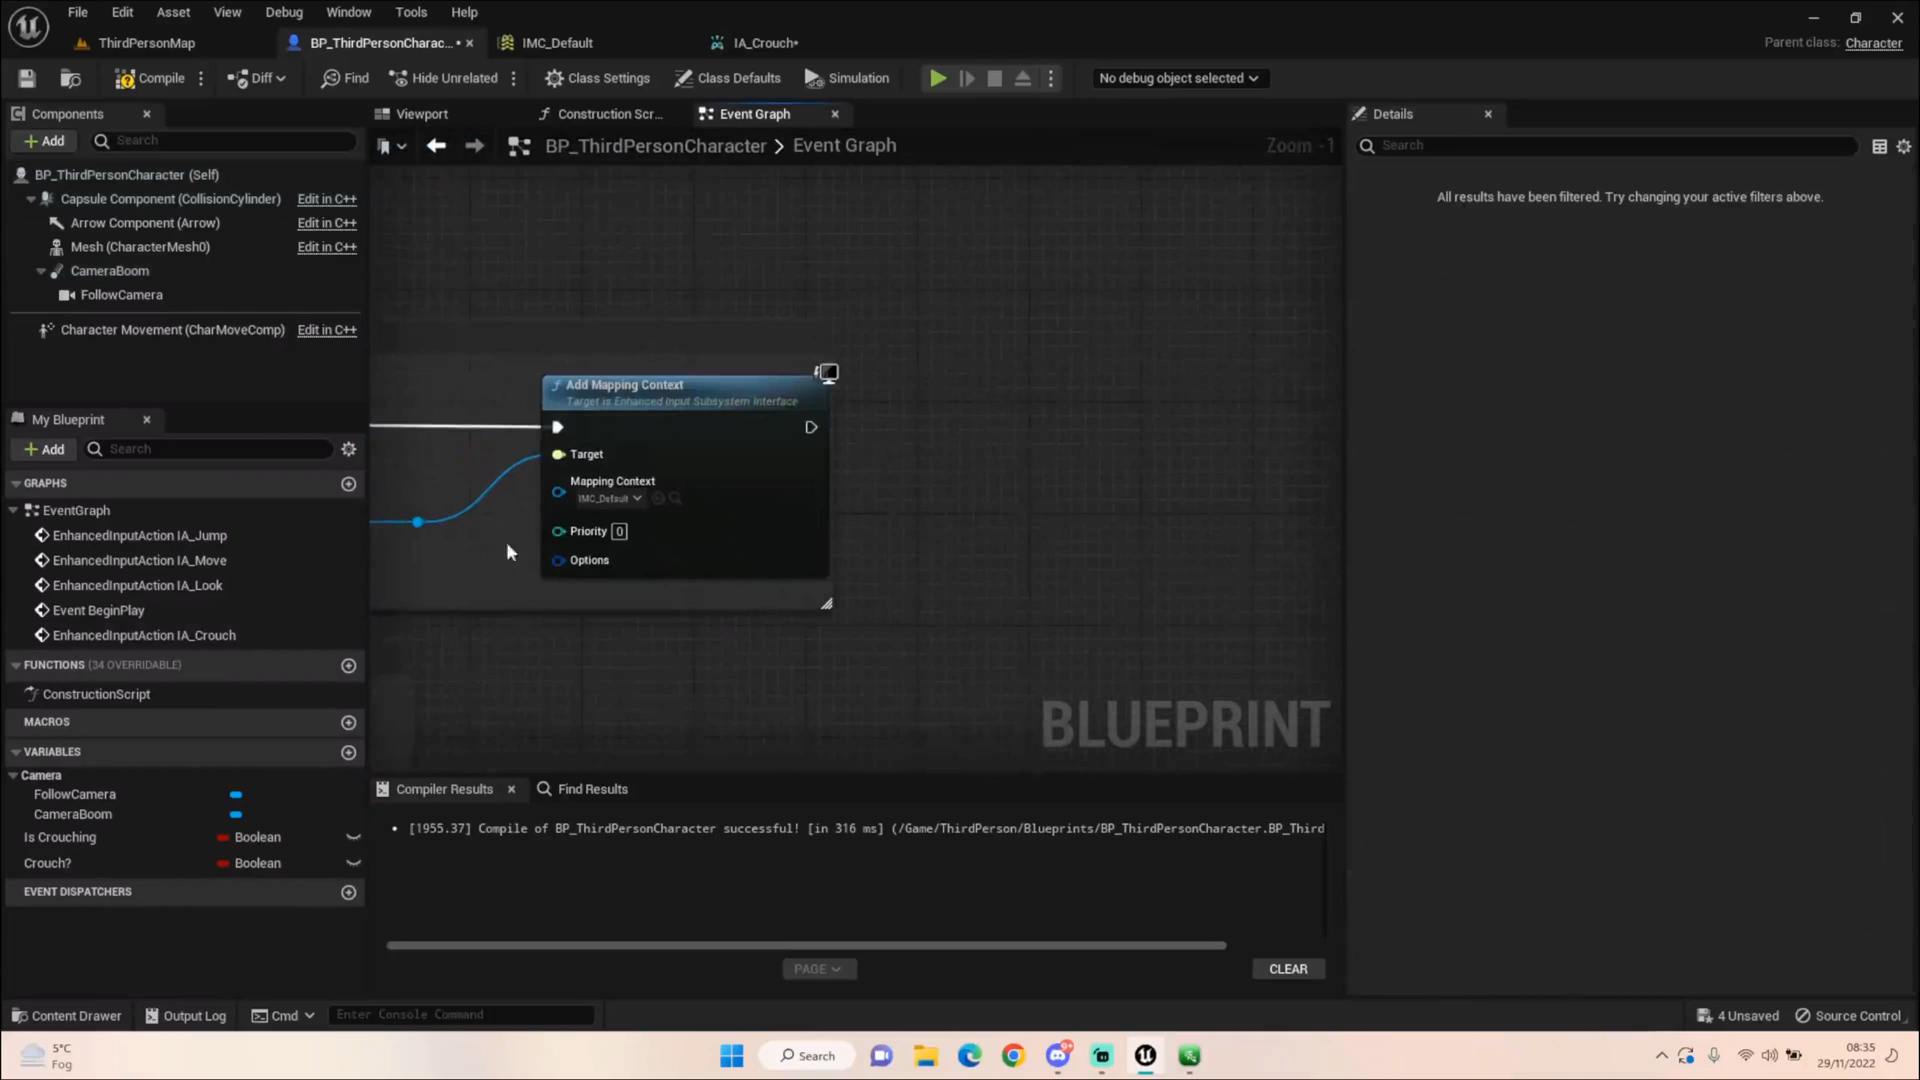 File Edit Asset View Debug Window Tools Help
ThirdPersonMap BP_ThirdPersonCharac...• IMC_Default IA_Crouch•
Parent class: Character
Compile Diff Find Hide Unrelated Class Settings Class Defaults Simulation No debug object selected
Components
Viewport Construction Scr... Event Graph
Details
Add Search
BP_ThirdPersonCharacter > Event Graph Zoom -1
Search
BP_ThirdPersonCharacter (Self)
Capsule Component (CollisionCylinder) Edit in C++
Arrow Component (Arrow) Edit in C++
Mesh (CharacterMesh0) Edit in C++
CameraBoom
FollowCamera
Character Movement (CharMoveComp) Edit in C++
All results have been filtered. Try changing your active filters above.
Add Mapping Context
Target is Enhanced Input Subsystem Interface
Target
Mapping Context
IMC_Default
Priority 0
Options
BLUEPRINT
My Blueprint
Add Search
GRAPHS
EventGraph
EnhancedInputAction IA_Jump
EnhancedInputAction IA_Move
EnhancedInputAction IA_Look
Event BeginPlay
EnhancedInputAction IA_Crouch
FUNCTIONS (34 OVERRIDABLE)
ConstructionScript
MACROS
VARIABLES
Camera
FollowCamera
CameraBoom
Is Crouching Boolean
Crouch? Boolean
EVENT DISPATCHERS
Compiler Results Find Results
• [1955.37] Compile of BP_ThirdPersonCharacter successful! [in 316 ms] (/Game/ThirdPerson/Blueprints/BP_ThirdPersonCharacter.BP_Third
PAGE CLEAR
Content Drawer Output Log Cmd Enter Console Command
4 Unsaved Source Control
5°C
Fog
Search
9+
08:35
29/11/2022